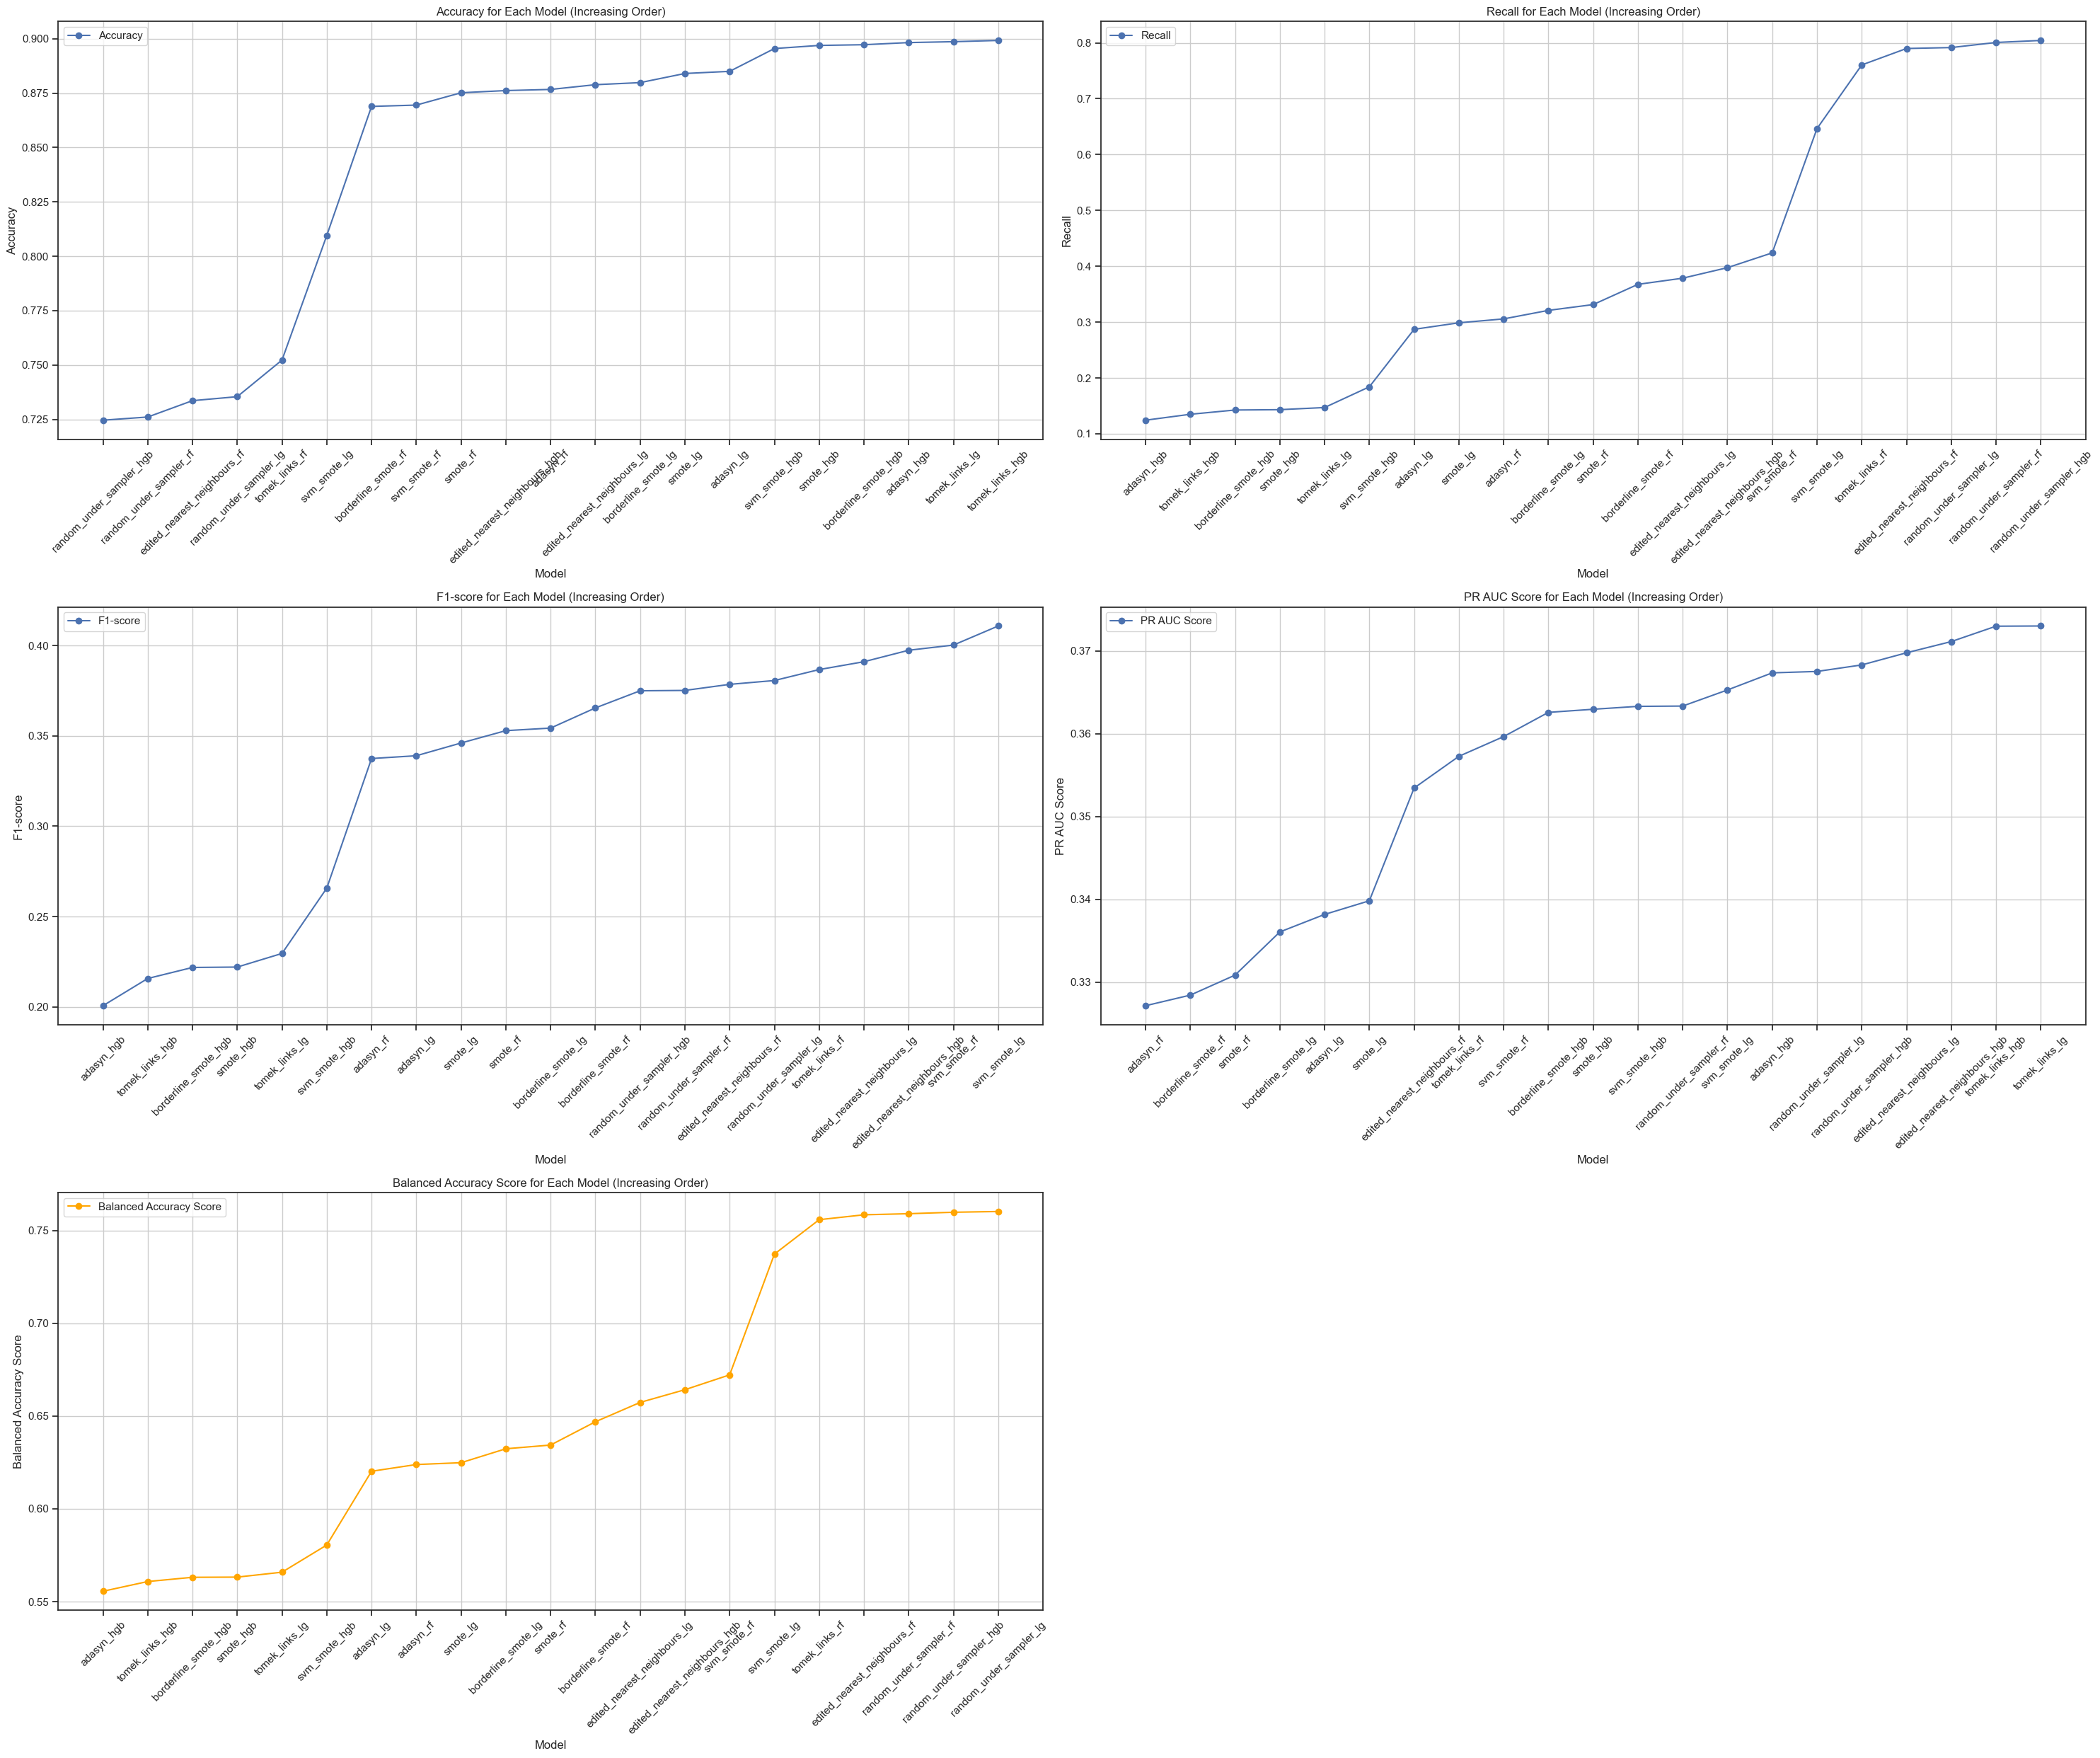 Accuracy for Each Model (Increasing Order)
Accuracy
0.900
0.875
0.850
0.825
0.800
0.775
0.750
0.725
Accuracy
random_under_sampler_hgb
random_under_sampler_rf
edited_nearest_neighbours_rf
random_under_sampler_lg
tomek_links_rf
svm_smote_lg
borderline_smote_rf
svm_smote_rf
smote_rf
edited_nearest_neighbours_hgb
adasyn_rf
edited_nearest_neighbours_lg
borderline_smote_lg
smote_lg
adasyn_lg
svm_smote_hgb
smote_hgb
borderline_smote_hgb
adasyn_hgb
tomek_links_lg
tomek_links_hgb
Model
Recall for Each Model (Increasing Order)
Recall
0.8
0.7
0.6
0.5
0.4
0.3
0.2
0.1
Recall
adasyn_hgb
tomek_links_hgb
borderline_smote_hgb
smote_hgb
tomek_links_lg
svm_smote_hgb
adasyn_lg
smote_lg
adasyn_rf
borderline_smote_lg
smote_rf
borderline_smote_rf
edited_nearest_neighbours_lg
edited_nearest_neighbours_hgb
svm_smote_rf
svm_smote_lg
tomek_links_rf
edited_nearest_neighbours_rf
random_under_sampler_lg
random_under_sampler_rf
random_under_sampler_hgb
Model
F1-score for Each Model (Increasing Order)
F1-score
0.40
0.35
0.30
0.25
0.20
F1-score
adasyn_hgb
tomek_links_hgb
borderline_smote_hgb
smote_hgb
tomek_links_lg
svm_smote_hgb
adasyn_rf
adasyn_lg
smote_lg
smote_rf
borderline_smote_lg
borderline_smote_rf
random_under_sampler_hgb
random_under_sampler_rf
edited_nearest_neighbours_rf
random_under_sampler_lg
tomek_links_rf
edited_nearest_neighbours_lg
edited_nearest_neighbours_hgb
svm_smote_rf
svm_smote_lg
Model
PR AUC Score for Each Model (Increasing Order)
PR AUC Score
0.37
0.36
0.35
0.34
0.33
PR AUC Score
adasyn_rf
borderline_smote_rf
smote_rf
borderline_smote_lg
adasyn_lg
smote_lg
edited_nearest_neighbours_rf
tomek_links_rf
svm_smote_rf
borderline_smote_hgb
smote_hgb
svm_smote_hgb
random_under_sampler_rf
svm_smote_lg
adasyn_hgb
random_under_sampler_lg
random_under_sampler_hgb
edited_nearest_neighbours_lg
edited_nearest_neighbours_hgb
tomek_links_hgb
tomek_links_lg
Model
Balanced Accuracy Score for Each Model (Increasing Order)
Balanced Accuracy Score
0.75
0.70
0.65
0.60
0.55
Balanced Accuracy Score
adasyn_hgb
tomek_links_hgb
borderline_smote_hgb
smote_hgb
tomek_links_lg
svm_smote_hgb
adasyn_lg
adasyn_rf
smote_lg
borderline_smote_lg
smote_rf
borderline_smote_rf
edited_nearest_neighbours_lg
edited_nearest_neighbours_hgb
svm_smote_rf
svm_smote_lg
tomek_links_rf
edited_nearest_neighbours_rf
random_under_sampler_rf
random_under_sampler_hgb
random_under_sampler_lg
Model